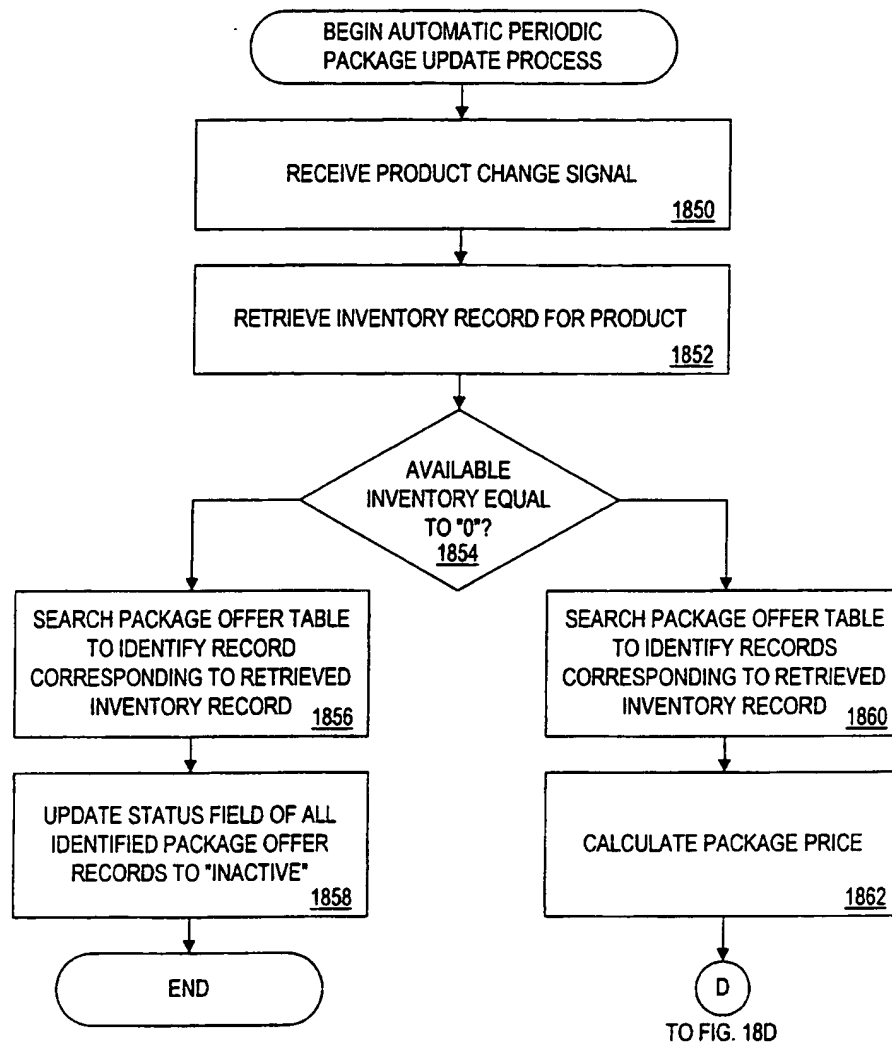 BEGIN AUTOMATIC PERIODIC
PACKAGE UPDATE PROCESS
RECEIVE PRODUCT CHANGE SIGNAL
1850
RETRIEVE INVENTORY RECORD FOR PRODUCT
1852
AVAILABLE
INVENTORY EQUAL
TO "0"?
1854
SEARCH PACKAGE OFFER TABLE
TO IDENTIFY RECORD
CORRESPONDING TO RETRIEVED
INVENTORY RECORD
1856
SEARCH PACKAGE OFFER TABLE
TO IDENTIFY RECORDS
CORRESPONDING TO RETRIEVED
INVENTORY RECORD
1860
UPDATE STATUS FIELD OF ALL
IDENTIFIED PACKAGE OFFER
RECORDS TO "INACTIVE"
1858
CALCULATE PACKAGE PRICE
1862
END
D
TO FIG. 18D